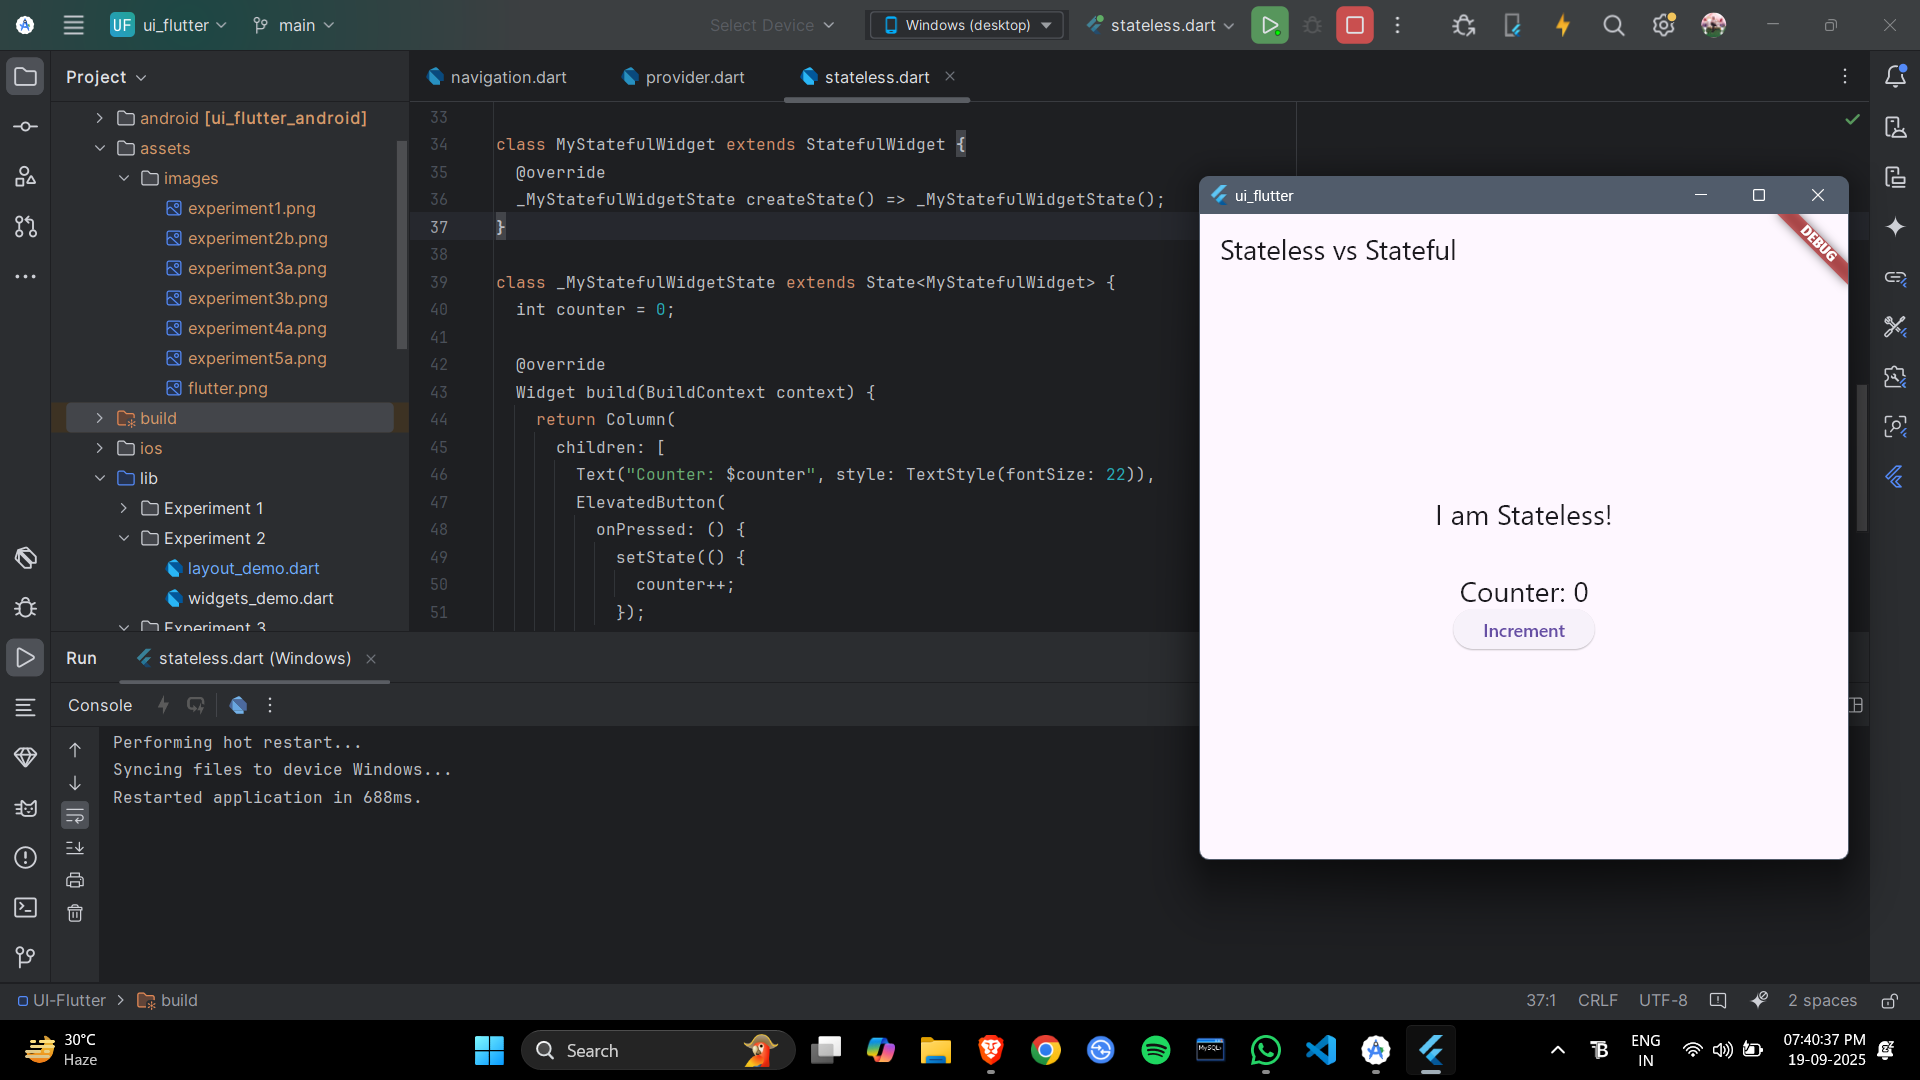 UF ui_flutter main Select Device Windows (desktop) stateless.dart
Project
navigation.dart provider.dart stateless.dart
android [ui_flutter_android]
assets
images
experiment1.png
experiment2b.png
experiment3a.png
experiment3b.png
experiment4a.png
experiment5a.png
flutter.png
build
ios
lib
Experiment 1
Experiment 2
layout_demo.dart
widgets_demo.dart
Experiment 3
33
34 class MyStatefulWidget extends StatefulWidget {
35 @override
36 _MyStatefulWidgetState createState() => _MyStatefulWidgetState();
37 }
38
39 class _MyStatefulWidgetState extends State<MyStatefulWidget> {
40 int counter = 0;
41
42 @override
43 Widget build(BuildContext context) {
44 return Column(
45 children: [
46 Text("Counter: $counter", style: TextStyle(fontSize: 22)),
47 ElevatedButton(
48 onPressed: () {
49 setState(() {
50 counter++;
51 });
ui_flutter
DEBUG
Stateless vs Stateful
I am Stateless!
Counter: 0
Increment
Run stateless.dart (Windows)
Console
Performing hot restart...
Syncing files to device Windows...
Restarted application in 688ms.
UI-Flutter build 37:1 CRLF UTF-8 2 spaces
30°C
Haze
Search
MySQL
ENG
IN
07:40:37 PM
19-09-2025